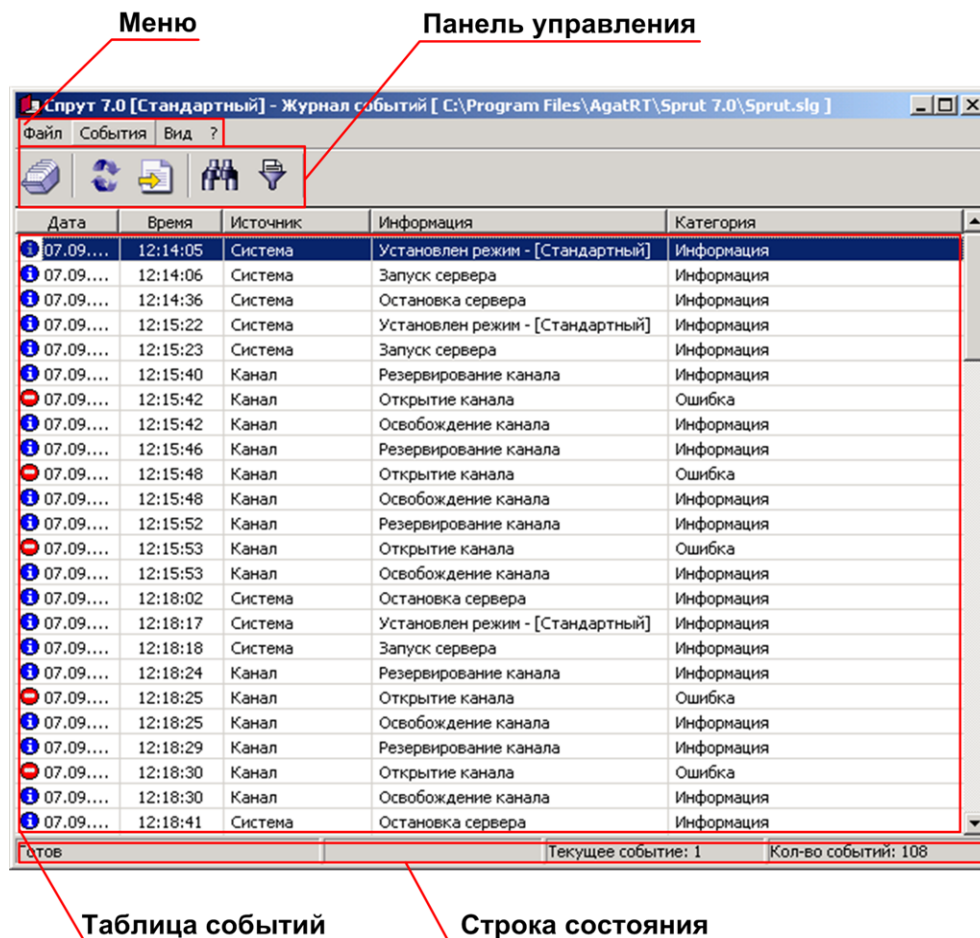 Меню Панель управления
Спрут 7.0 [Стандартный] - Журнал событий [ C:\Program Files\AgatRT\Sprut 7.0\Sprut.slg ]
Файл События Вид ?
Дата Время Источник Информация Категория
07.09.... 12:14:05 Система Установлен режим - [Стандартный] Информация
07.09.... 12:14:06 Система Запуск сервера Информация
07.09.... 12:14:36 Система Остановка сервера Информация
07.09.... 12:15:22 Система Установлен режим - [Стандартный] Информация
07.09.... 12:15:23 Система Запуск сервера Информация
07.09.... 12:15:40 Канал Резервирование канала Информация
07.09.... 12:15:42 Канал Открытие канала Ошибка
07.09.... 12:15:42 Канал Освобождение канала Информация
07.09.... 12:15:46 Канал Резервирование канала Информация
07.09.... 12:15:48 Канал Открытие канала Ошибка
07.09.... 12:15:48 Канал Освобождение канала Информация
07.09.... 12:15:52 Канал Резервирование канала Информация
07.09.... 12:15:53 Канал Открытие канала Ошибка
07.09.... 12:15:53 Канал Освобождение канала Информация
07.09.... 12:18:02 Система Остановка сервера Информация
07.09.... 12:18:17 Система Установлен режим - [Стандартный] Информация
07.09.... 12:18:18 Система Запуск сервера Информация
07.09.... 12:18:24 Канал Резервирование канала Информация
07.09.... 12:18:25 Канал Открытие канала Ошибка
07.09.... 12:18:25 Канал Освобождение канала Информация
07.09.... 12:18:29 Канал Резервирование канала Информация
07.09.... 12:18:30 Канал Открытие канала Ошибка
07.09.... 12:18:30 Канал Освобождение канала Информация
07.09.... 12:18:41 Система Остановка сервера Информация
Готов Текущее событие: 1 Кол-во событий: 108
Таблица событий Строка состояния